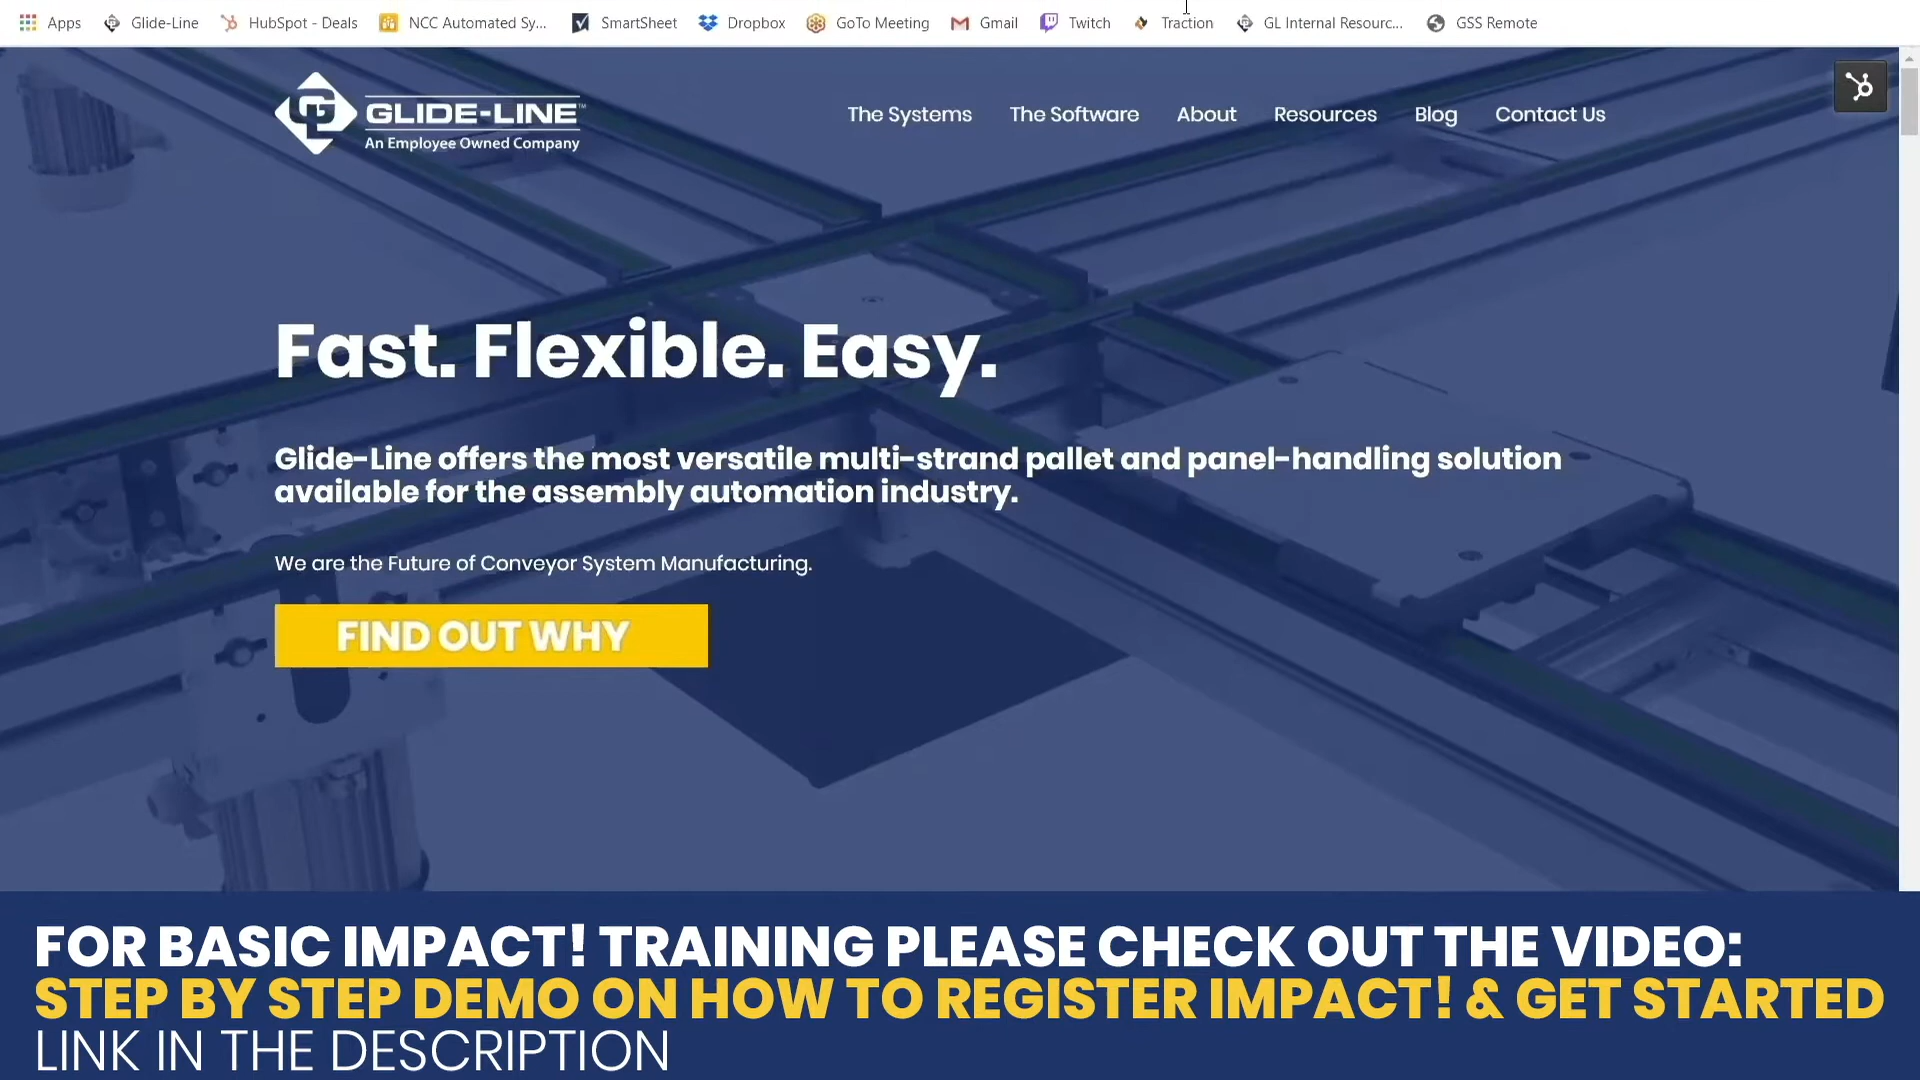 Apps Glide-Line HubSpot - Deals NCC Automated Sy... SmartSheet Dropbox GoTo Meeting Gmail Twitch Traction GL Internal Resourc... GSS Remote
GLIDE-LINE™
An Employee Owned Company
The Systems The Software About Resources Blog Contact Us
Fast. Flexible. Easy.
Glide-Line offers the most versatile multi-strand pallet and panel-handling solution
available for the assembly automation industry.
We are the Future of Conveyor System Manufacturing.
FIND OUT WHY
FOR BASIC IMPACT! TRAINING PLEASE CHECK OUT THE VIDEO:
STEP BY STEP DEMO ON HOW TO REGISTER IMPACT! & GET STARTED
LINK IN THE DESCRIPTION